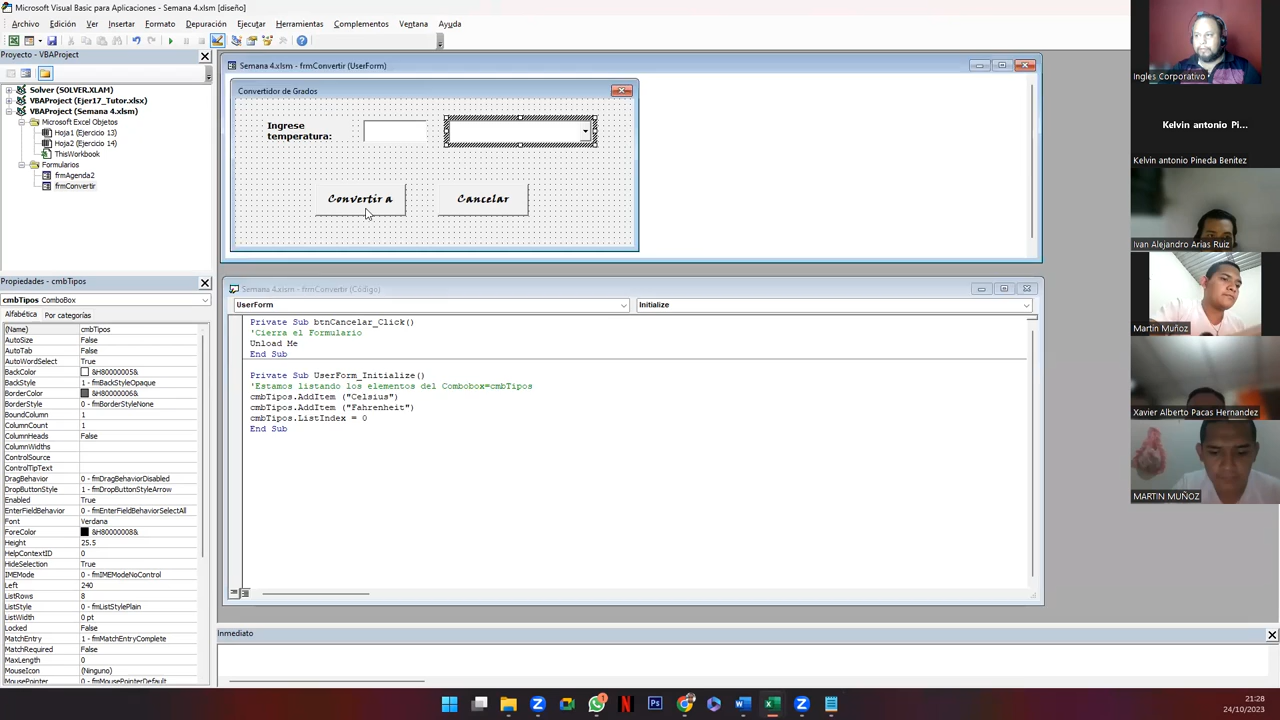 Microsoft Visual Basic para Aplicaciones - Semana 4.xlsm [diseño]
Archivo Edición Ver Insertar Formato Depuración Ejecutar Herramientas Complementos Ventana Ayuda
Proyecto - VBAProject
Solver (SOLVER.XLAM)
VBAProject (Ejer17_Tutor.xlsx)
VBAProject (Semana 4.xlsm)
Microsoft Excel Objetos
Hoja1 (Ejercicio 13)
Hoja2 (Ejercicio 14)
ThisWorkbook
Formularios
frmAgenda2
frmConvertir
Propiedades - cmbTipos
cmbTipos ComboBox
Alfabética Por categorías
(Name) cmbTipos
AutoSize False
AutoTab False
AutoWordSelect True
BackColor &H80000005&
BackStyle 1 - fmBackStyleOpaque
BorderColor &H80000006&
BorderStyle 0 - fmBorderStyleNone
BoundColumn 1
ColumnCount 1
ColumnHeads False
ColumnWidths
ControlSource
ControlTipText
DragBehavior 0 - fmDragBehaviorDisabled
DropButtonStyle 1 - fmDropButtonStyleArrow
Enabled True
EnterFieldBehavior 0 - fmEnterFieldBehaviorSelectAll
Font Verdana
ForeColor &H80000008&
Height 25.5
HelpContextID 0
HideSelection True
IMEMode 0 - fmIMEModeNoControl
Left 240
ListRows 8
ListStyle 0 - fmListStylePlain
ListWidth 0 pt
Locked False
MatchEntry 1 - fmMatchEntryComplete
MatchRequired False
MaxLength 0
MouseIcon (Ninguno)
MousePointer 0 - fmMousePointerDefault
Semana 4.xlsm - frmConvertir (UserForm)
Convertidor de Grados
Ingrese
temperatura:
Convertir a
Cancelar
Semana 4.xlsm - frmConvertir (Código)
UserForm Initialize
Private Sub btnCancelar_Click()
'Cierra el Formulario
Unload Me
End Sub
Private Sub UserForm_Initialize()
'Estamos listando los elementos del Combobox=cmbTipos
cmbTipos.AddItem ("Celsius")
cmbTipos.AddItem ("Fahrenheit")
cmbTipos.ListIndex = 0
End Sub
Inmediato
Ingles Corporativo
Kelvin antonio Pi...
Kelvin antonio Pineda Benitez
Ivan Alejandro Arias Ruiz
Martin Muñoz
Xavier Alberto Pacas Hernandez
MARTIN MUÑOZ
21:28
24/10/2023